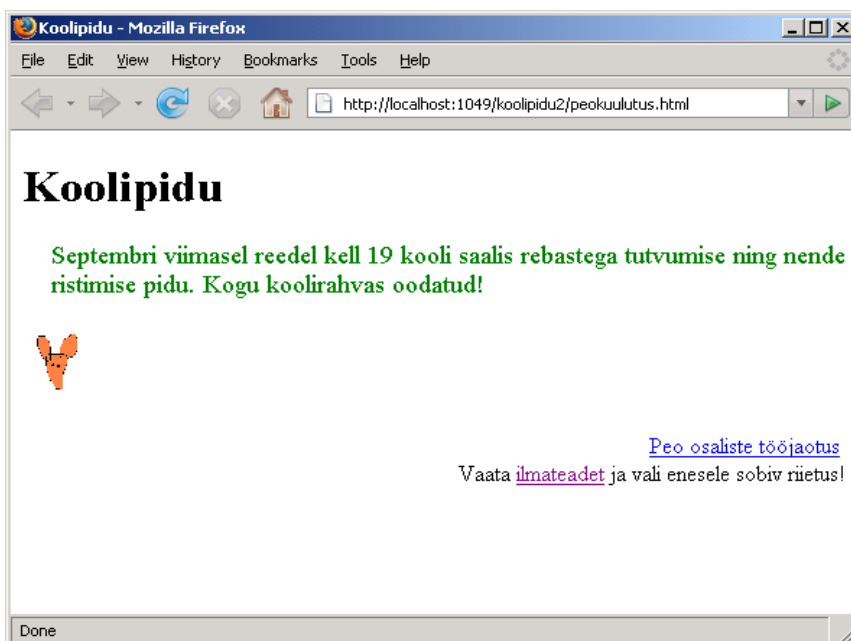 Koolipidu - Mozilla Firefox
File Edit View History Bookmarks Tools Help
http://localhost:1049/koolipidu2/peokuulutus.html
Koolipidu
Septembri viimasel reedel kell 19 kooli saalis rebastega tutvumise ning nende
ristimise pidu. Kogu koolirahvas oodatud!
Peo osaliste tööjaotus
Vaata ilmateadet ja vali enesele sobiv riietus!
Done